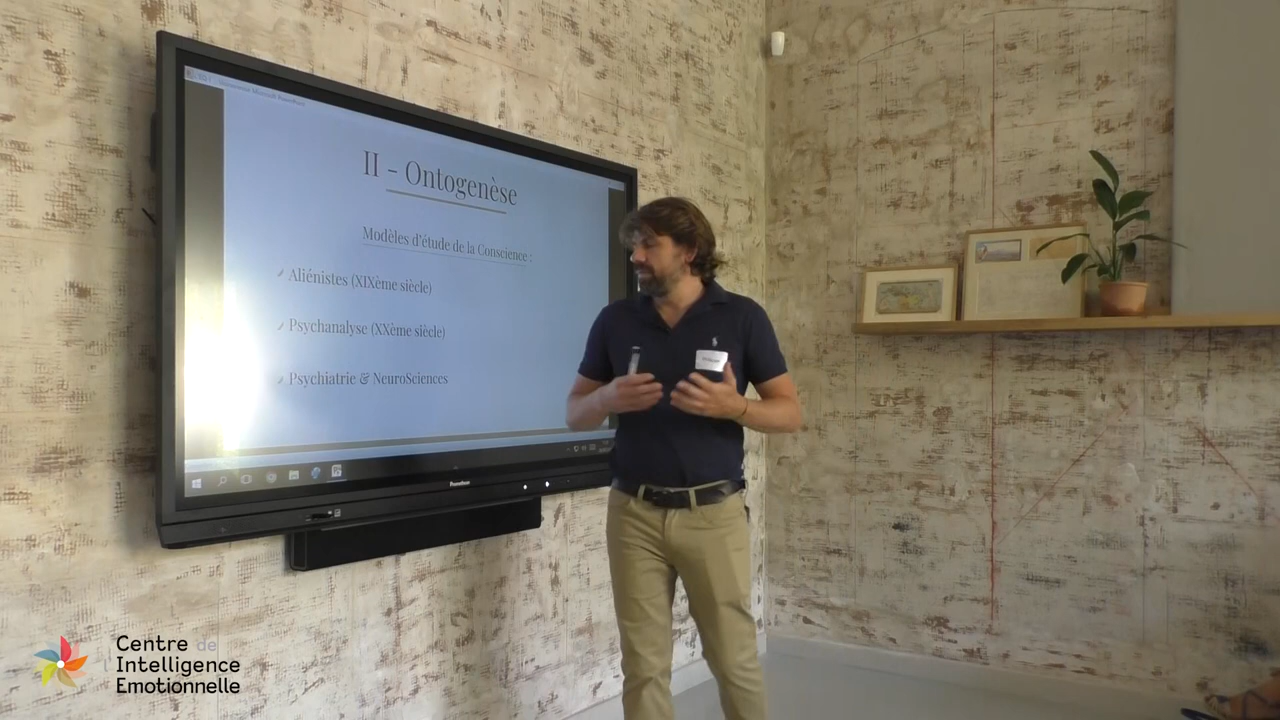 II - Ontogenèse
Modèles d'étude de la Conscience :
Aliénistes (XIXème siècle)
Psychanalyse (XXème siècle)
Psychiatrie & NeuroSciences
Promethean
Centre de
l'Intelligence
Emotionnelle